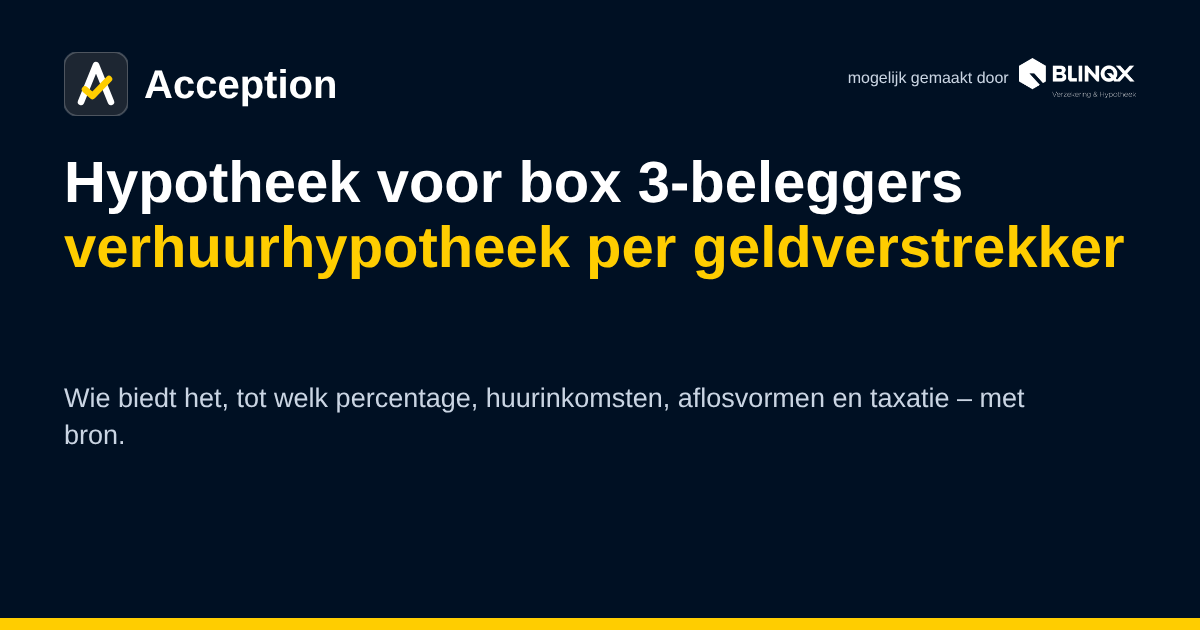 Acception
mogelijk gemaakt door
BLINQX
Verzekering & Hypotheek
Hypotheek voor box 3-beleggers
verhuurhypotheek per geldverstrekker
Wie biedt het, tot welk percentage, huurinkomsten, aflosvormen en taxatie – met
bron.